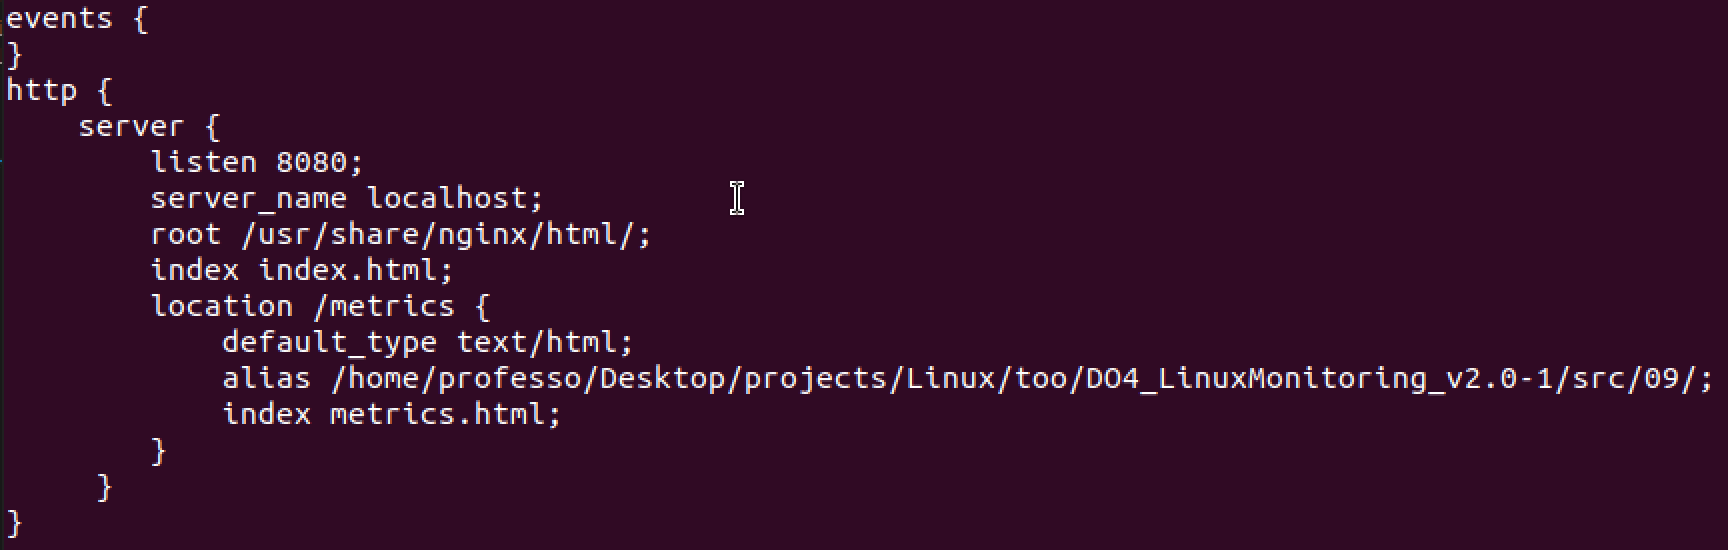 events {
}
http {
    server {
        listen 8080;
        server_name localhost;
        root /usr/share/nginx/html/;
        index index.html;
        location /metrics {
            default_type text/html;
            alias /home/professo/Desktop/projects/Linux/too/DO4_LinuxMonitoring_v2.0-1/src/09/;
            index metrics.html;
        }
     }
}